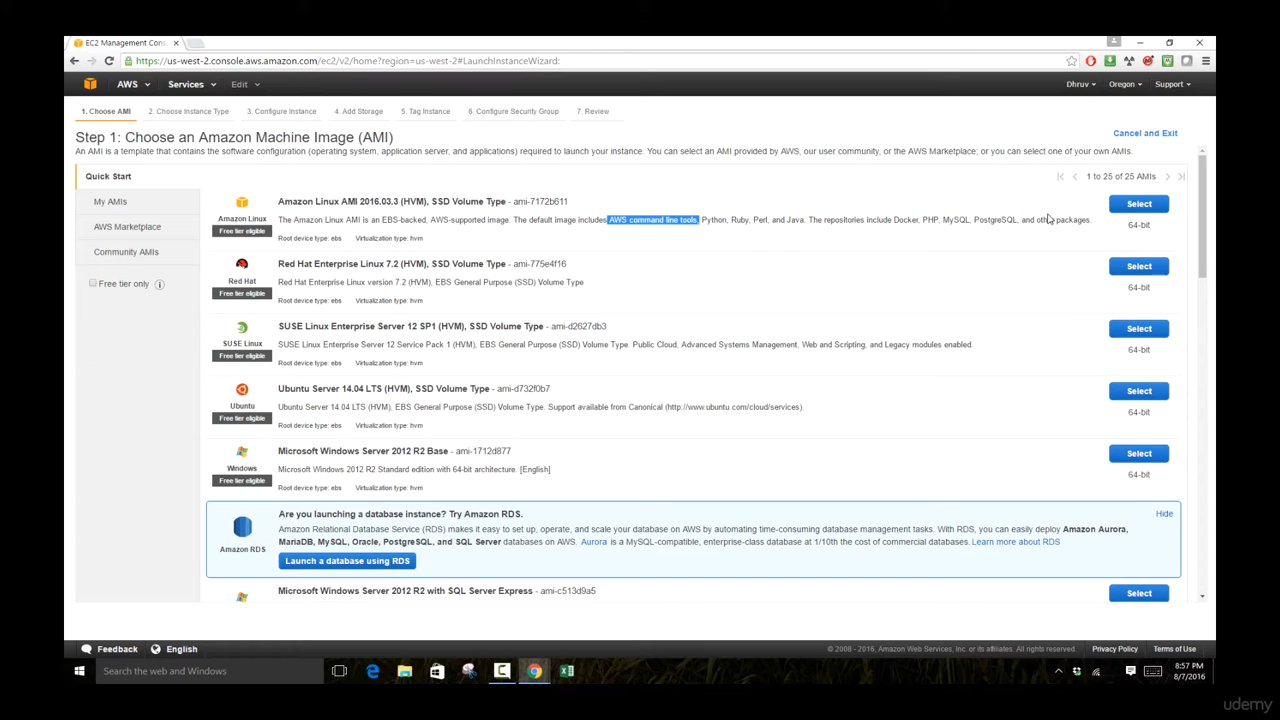 EC2 Management Cons
https://us-west-2.console.aws.amazon.com/ec2/v2/home?region=us-west-2#LaunchInstanceWizard:
AWS Services Edit Dhruv Oregon Support
1. Choose AMI 2. Choose Instance Type 3. Configure Instance 4. Add Storage 5. Tag Instance 6. Configure Security Group 7. Review
Step 1: Choose an Amazon Machine Image (AMI)
Cancel and Exit
An AMI is a template that contains the software configuration (operating system, application server, and applications) required to launch your instance. You can select an AMI provided by AWS, our user community, or the AWS Marketplace; or you can select one of your own AMIs.
Quick Start
1 to 25 of 25 AMIs
My AMIs
AWS Marketplace
Community AMIs
Free tier only
Amazon Linux
Free tier eligible
Amazon Linux AMI 2016.03.3 (HVM), SSD Volume Type - ami-7172b611
The Amazon Linux AMI is an EBS-backed, AWS-supported image. The default image includes AWS command line tools, Python, Ruby, Perl, and Java. The repositories include Docker, PHP, MySQL, PostgreSQL, and other packages.
Root device type: ebs Virtualization type: hvm
Select
64-bit
Red Hat
Free tier eligible
Red Hat Enterprise Linux 7.2 (HVM), SSD Volume Type - ami-775e4f16
Red Hat Enterprise Linux version 7.2 (HVM), EBS General Purpose (SSD) Volume Type
Root device type: ebs Virtualization type: hvm
Select
64-bit
SUSE Linux
Free tier eligible
SUSE Linux Enterprise Server 12 SP1 (HVM), SSD Volume Type - ami-d2627db3
SUSE Linux Enterprise Server 12 Service Pack 1 (HVM), EBS General Purpose (SSD) Volume Type. Public Cloud, Advanced Systems Management, Web and Scripting, and Legacy modules enabled.
Root device type: ebs Virtualization type: hvm
Select
64-bit
Ubuntu
Free tier eligible
Ubuntu Server 14.04 LTS (HVM), SSD Volume Type - ami-d732f0b7
Ubuntu Server 14.04 LTS (HVM), EBS General Purpose (SSD) Volume Type. Support available from Canonical (http://www.ubuntu.com/cloud/services).
Root device type: ebs Virtualization type: hvm
Select
64-bit
Windows
Free tier eligible
Microsoft Windows Server 2012 R2 Base - ami-1712d877
Microsoft Windows 2012 R2 Standard edition with 64-bit architecture. [English]
Root device type: ebs Virtualization type: hvm
Select
64-bit
Amazon RDS
Are you launching a database instance? Try Amazon RDS.
Hide
Amazon Relational Database Service (RDS) makes it easy to set up, operate, and scale your database on AWS by automating time-consuming database management tasks. With RDS, you can easily deploy Amazon Aurora,
MariaDB, MySQL, Oracle, PostgreSQL, and SQL Server databases on AWS. Aurora is a MySQL-compatible, enterprise-class database at 1/10th the cost of commercial databases. Learn more about RDS
Launch a database using RDS
Microsoft Windows Server 2012 R2 with SQL Server Express - ami-c513d9a5
Select
Feedback English
© 2008 - 2016, Amazon Web Services, Inc. or its affiliates. All rights reserved. Privacy Policy Terms of Use
Search the web and Windows
8:57 PM
8/7/2016
udemy